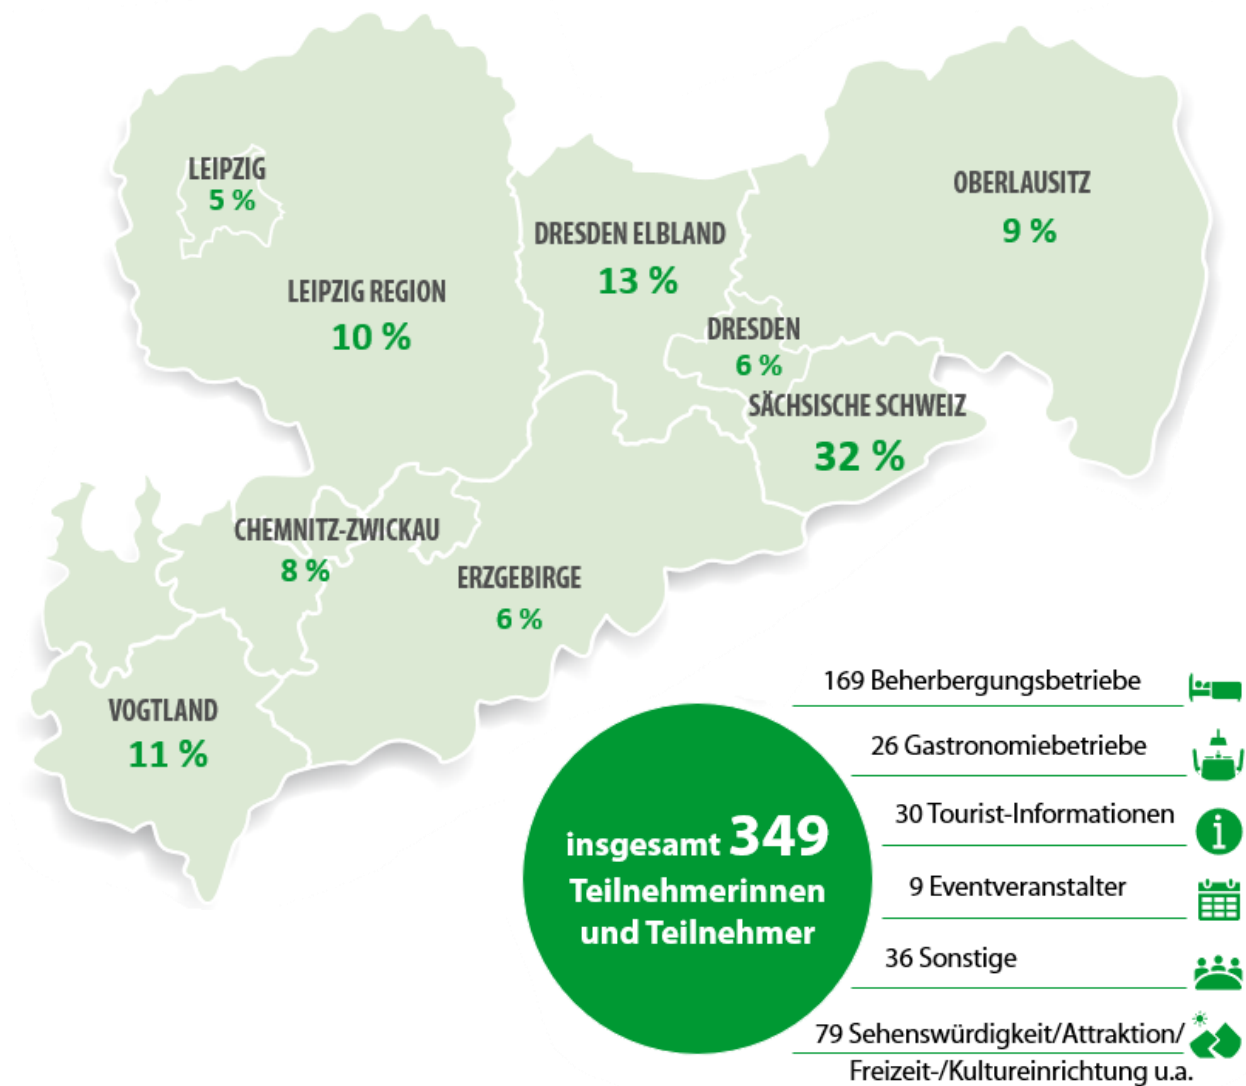 LEIPZIG
5 %
LEIPZIG REGION
10 %
DRESDEN ELBLAND
13 %
DRESDEN
6 %
OBERLAUSITZ
9 %
SÄCHSISCHE SCHWEIZ
32 %
CHEMNITZ-ZWICKAU
8 %
ERZGEBIRGE
6 %
VOGTLAND
11 %
insgesamt 349
Teilnehmerinnen
und Teilnehmer
169 Beherbergungsbetriebe
26 Gastronomiebetriebe
30 Tourist-Informationen
9 Eventveranstalter
36 Sonstige
79 Sehenswürdigkeit/Attraktion/
Freizeit-/Kultureinrichtung u.a.